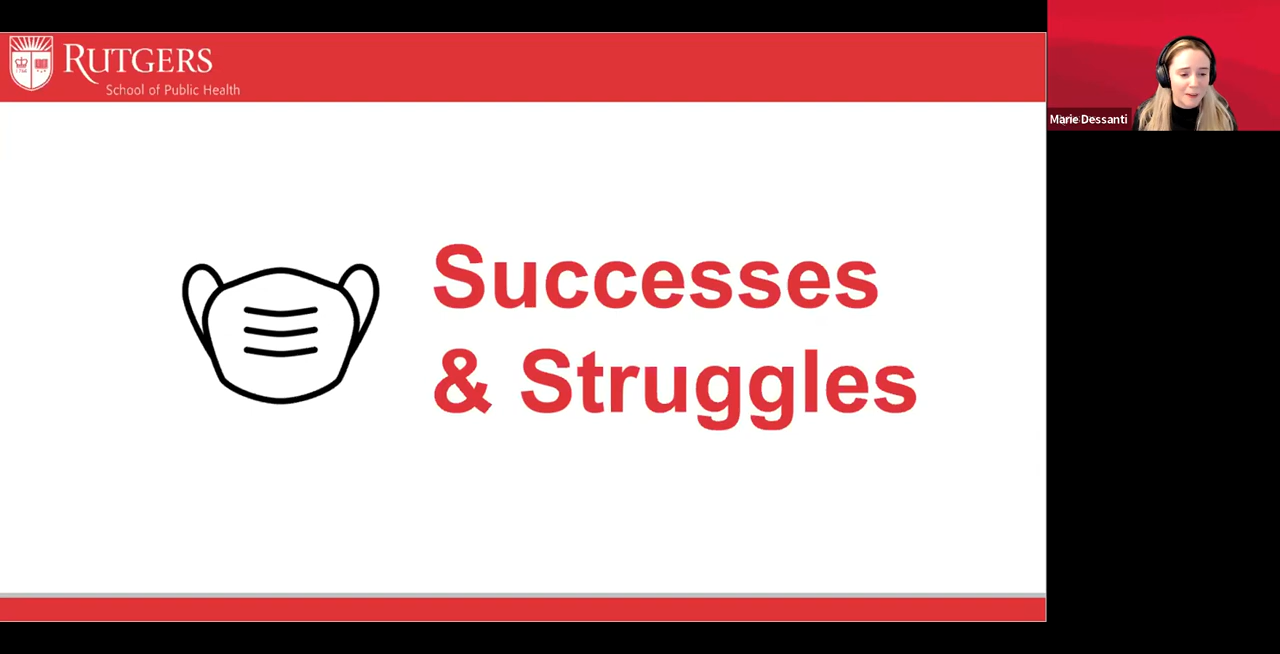 RUTGERS
School of Public Health
Successes
& Struggles
Marie Dessanti